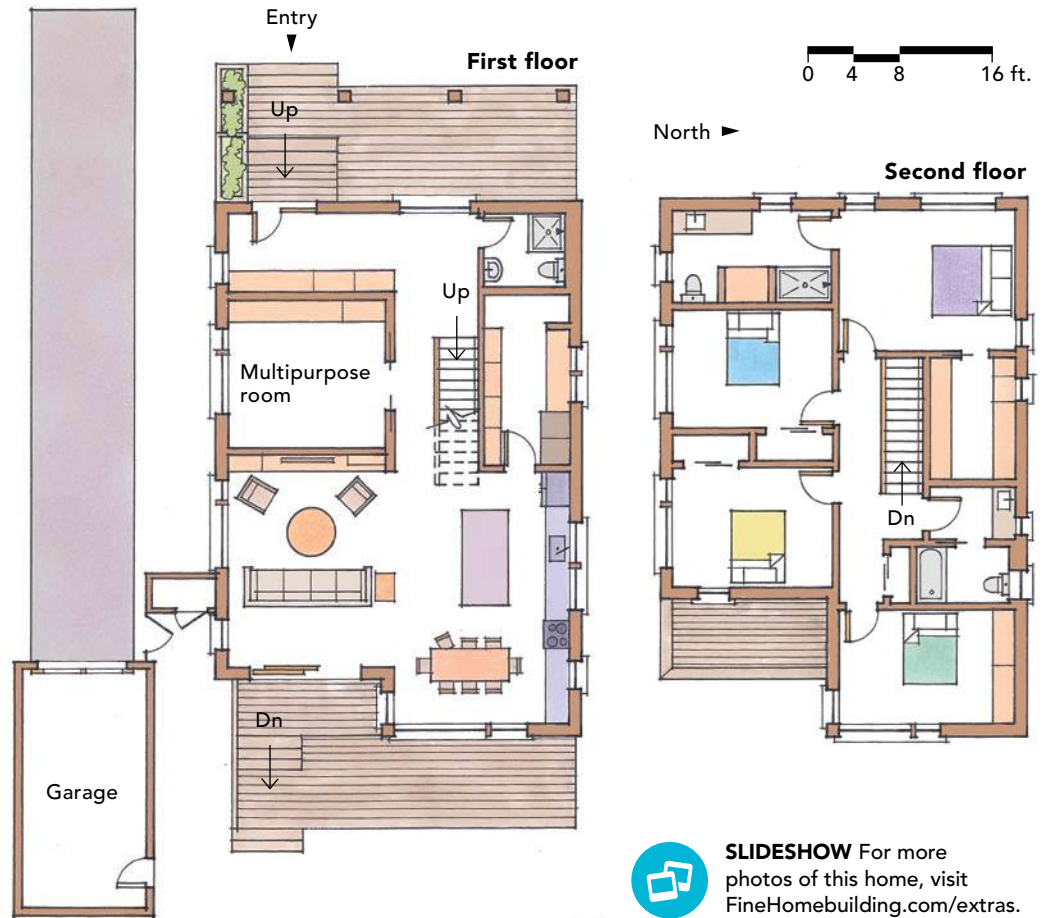 Entry
First floor
Up
0 4 8 16 ft.
North
Second floor
Up
Multipurpose
room
Dn
Dn
Garage
SLIDESHOW For more
photos of this home, visit
FineHomebuilding.com/extras.